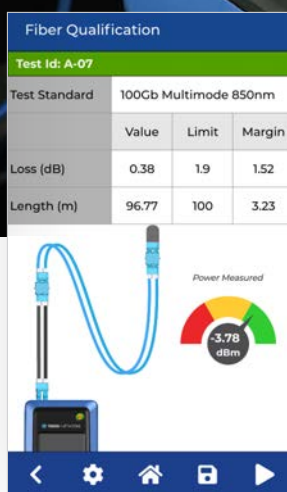 Fiber Qualification
Test Id: A-07
Test Standard 100Gb Multimode 850nm
Value Limit Margin
Loss (dB) 0.38 1.9 1.52
Length (m) 96.77 100 3.23
Power Measured
-3.78
dBm